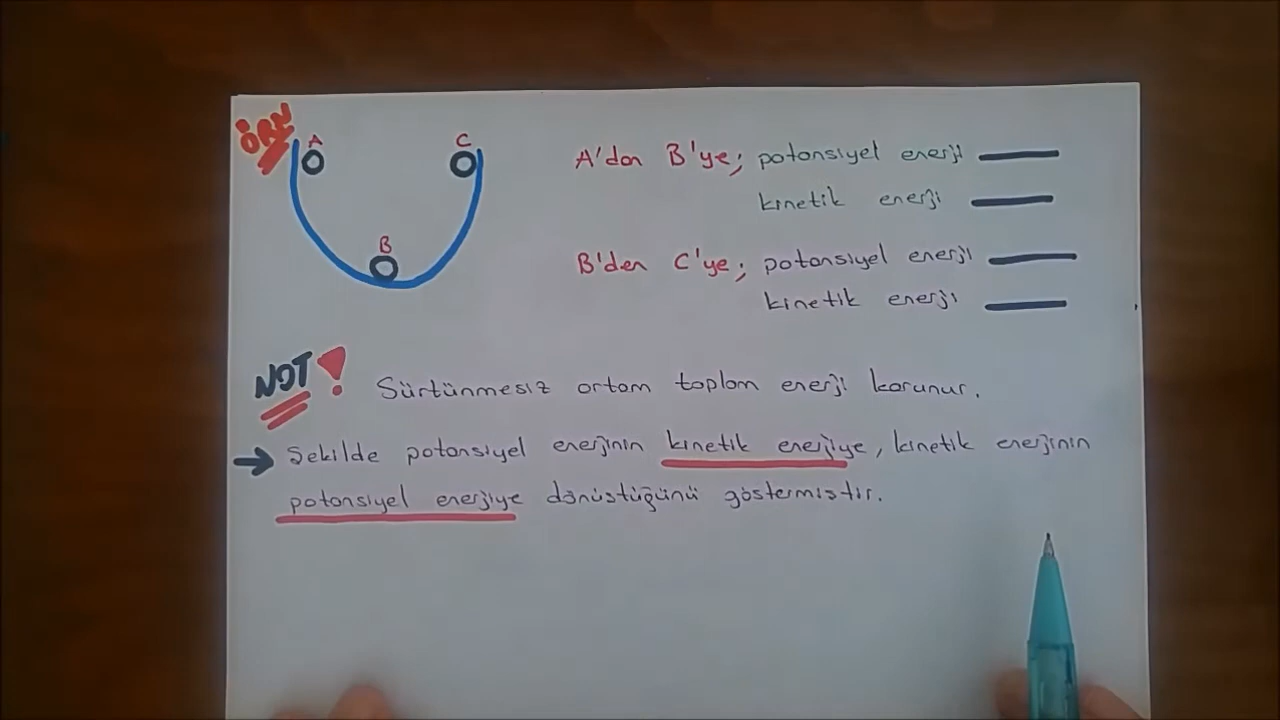 ÖRN
A
C
B
A'dan B'ye; potansiyel enerji
kinetik enerji
B'den C'ye; potansiyel enerji
kinetik enerji
NOT! Sürtünmesiz ortam toplam enerji korunur.
Şekilde potansiyel enerjinin kinetik enerjiye, kinetik enerjinin
potansiyel enerjiye dönüştüğünü göstermiştir.